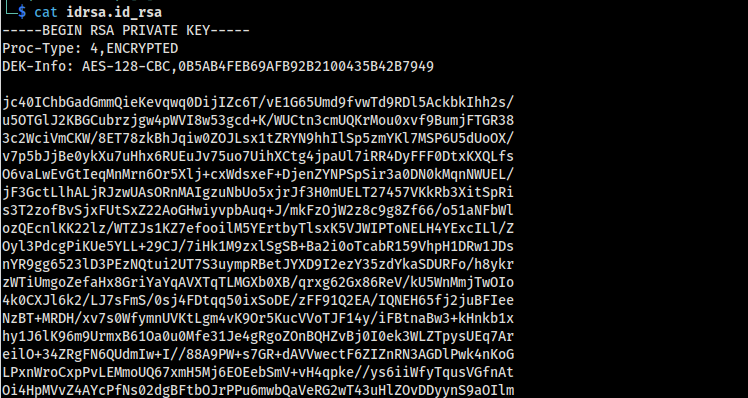 └─$ cat idrsa.id_rsa
-----BEGIN RSA PRIVATE KEY-----
Proc-Type: 4,ENCRYPTED
DEK-Info: AES-128-CBC,0B5AB4FEB69AFB92B2100435B42B7949

jc40IChbGadGmmQieKevqwq0DijIZc6T/vE1G65Umd9fvwTd9RDl5AckbkIhh2s/
u5OTGlJ2KBGCubrzjgw4pWVI8w53gcd+K/WUCtn3cmUQKrMou0xvf9BumjFTGR38
3c2WciVmCKW/8ET78zkBhJqiw0ZOJLsx1tZRYN9hhIlSp5zmYKl7MSP6U5dUoOX/
v7p5bJjBe0ykXu7uHhx6RUEuJv75uo7UihXCtg4jpaUl7iRR4DyFFF0DtxKXQLfs
O6vaLwEvGtIeqMnMrn6Or5Xlj+cxWdsxeF+DjenZYNPSpSir3a0DN0kMqnNWUEL/
jF3GctLlhALjRJzwUAsORnMAIgzuNbUo5xjrJf3H0mUELT27457VKkRb3XitSpRi
s3T2zofBvSjxFUtSxZ22AoGHwiyvpbAuq+J/mkFzOjW2z8c9g8Zf66/o51aNFbWl
ozQEcnlKK22lz/WTZJs1KZ7efooilM5YErtbyTlsxK5VJWIPToNELH4YExcILl/Z
Oyl3PdcgPiKUe5YLL+29CJ/7iHk1M9zxlSgSB+Ba2i0oTcabR159VhpH1DRw1JDs
nYR9gg6523lD3PEzNQtui2UT7S3uympRBetJYXD9I2ezY35zdYkaSDURFo/h8ykr
zWTiUmgoZefaHx8GriYaYqAVXTqTLMGXb0XB/qrxg62Gx86ReV/kU5WnMmjTwOIo
4k0CXJl6k2/LJ7sFmS/0sj4FDtqq50ixSoDE/zFF91Q2EA/IQNEH65fj2juBFIee
NzBT+MRDH/xv7s0WfymnUVKtLgm4vK9Or5KucVVoTJF14y/iFBtnaBw3+kHnkb1x
hy1J6lK96m9UrmxB61Oa0u0Mfe31Je4gRgoZOnBQHZvBj0I0ek3WLZTpysUEq7Ar
eilO+34ZRgFN6QUdmIw+I//88A9PW+s7GR+dAVVwectF6ZIZnRN3AGDlPwk4nKoG
LPxnWroCxpPvLEMmoUQ67xmH5Mj6EOEebSmV+vH4qpke//ys6iiWfyTqusVGfnAt
Oi4HpMVvZ4AYcPfNs02dgBFtbOJrPPu6mwbQaVeRG2wT43uHlZOvDDyynS9aOIlm